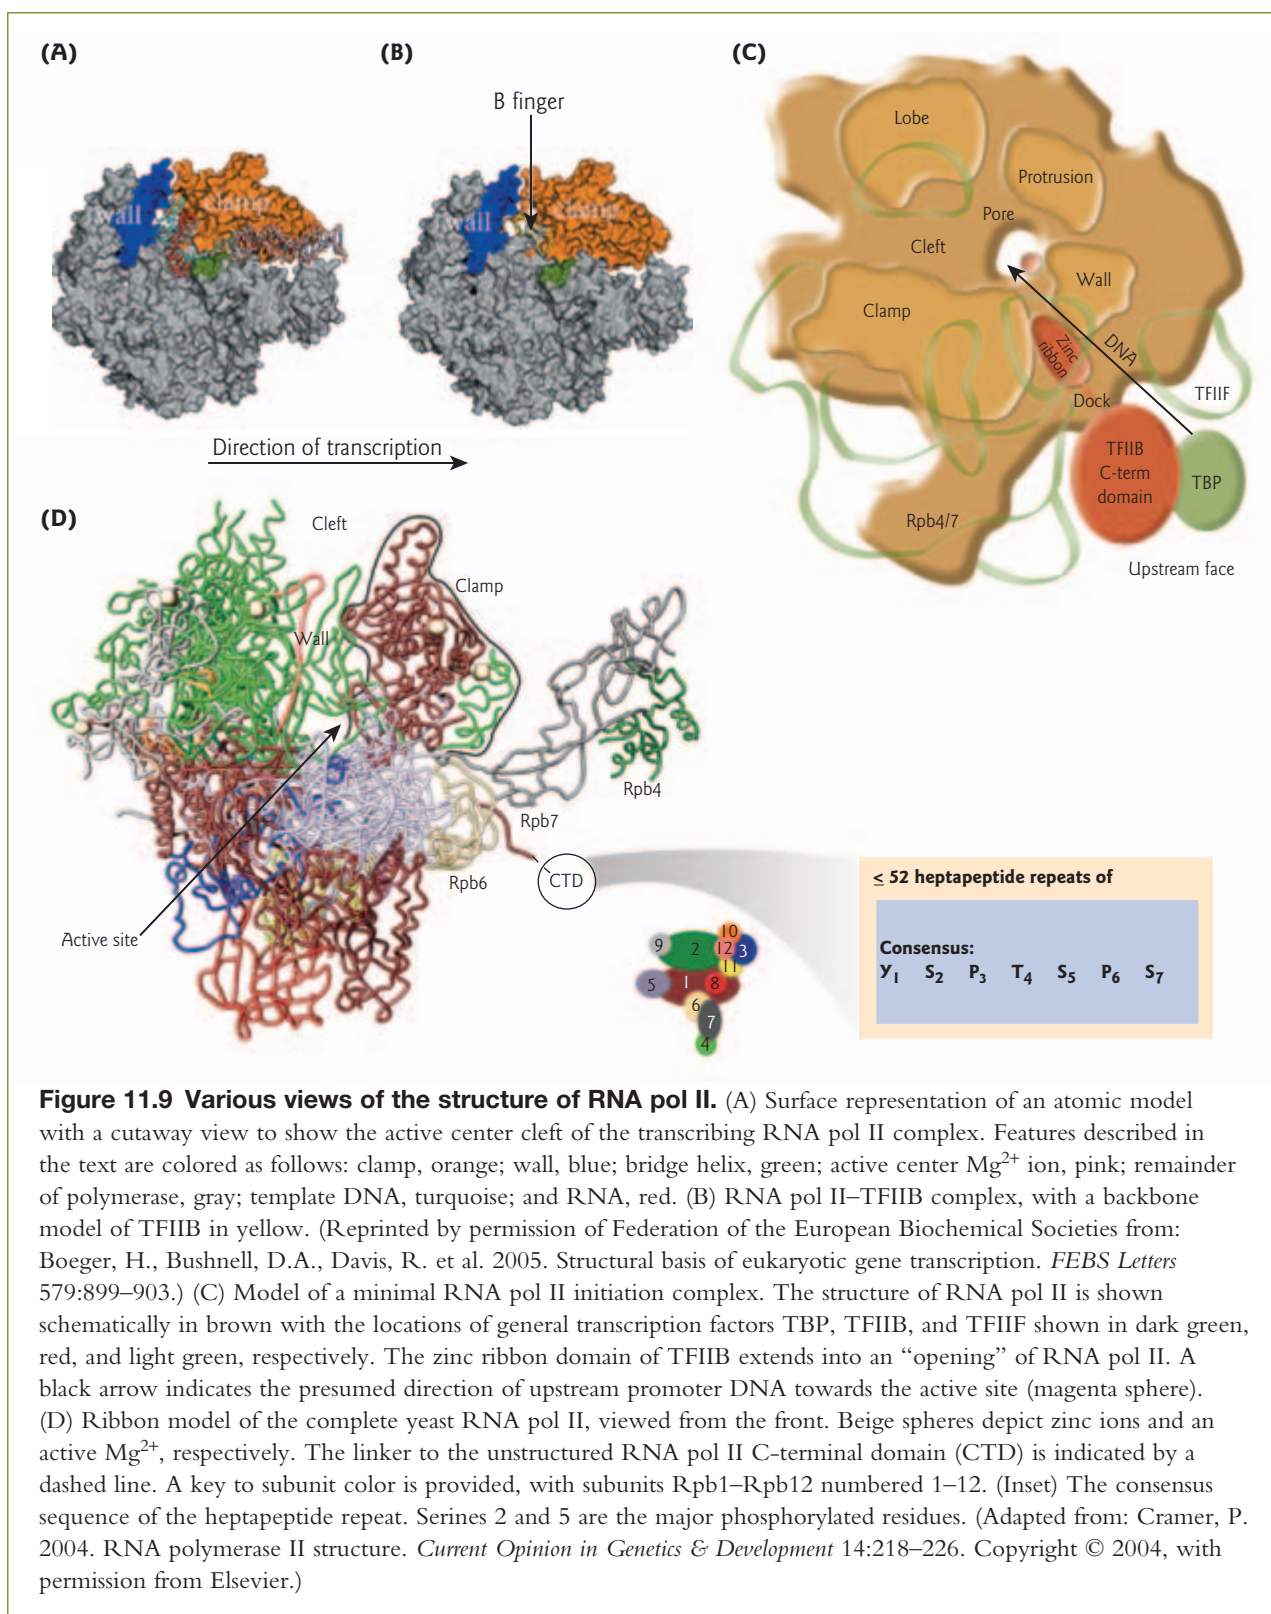 (A)
(B)
(C)
B finger
wall
clamp
wall
clamp
Direction of transcription
Lobe
Protrusion
Pore
Cleft
Wall
Clamp
Zinc
ribbon
DNA
Dock
TFIIF
TFIIB
C-term
domain
TBP
Rpb4/7
Upstream face
(D)
Cleft
Clamp
Wall
Rpb4
Rpb7
Rpb6
CTD
Active site
9
2
10
12
3
11
5
1
8
6
7
4
≤ 52 heptapeptide repeats of
Consensus:
Y1 S2 P3 T4 S5 P6 S7
Figure 11.9 Various views of the structure of RNA pol II. (A) Surface representation of an atomic model
with a cutaway view to show the active center cleft of the transcribing RNA pol II complex. Features described in
the text are colored as follows: clamp, orange; wall, blue; bridge helix, green; active center Mg2+ ion, pink; remainder
of polymerase, gray; template DNA, turquoise; and RNA, red. (B) RNA pol II–TFIIB complex, with a backbone
model of TFIIB in yellow. (Reprinted by permission of Federation of the European Biochemical Societies from:
Boeger, H., Bushnell, D.A., Davis, R. et al. 2005. Structural basis of eukaryotic gene transcription. FEBS Letters
579:899–903.) (C) Model of a minimal RNA pol II initiation complex. The structure of RNA pol II is shown
schematically in brown with the locations of general transcription factors TBP, TFIIB, and TFIIF shown in dark green,
red, and light green, respectively. The zinc ribbon domain of TFIIB extends into an “opening” of RNA pol II. A
black arrow indicates the presumed direction of upstream promoter DNA towards the active site (magenta sphere).
(D) Ribbon model of the complete yeast RNA pol II, viewed from the front. Beige spheres depict zinc ions and an
active Mg2+, respectively. The linker to the unstructured RNA pol II C-terminal domain (CTD) is indicated by a
dashed line. A key to subunit color is provided, with subunits Rpb1–Rpb12 numbered 1–12. (Inset) The consensus
sequence of the heptapeptide repeat. Serines 2 and 5 are the major phosphorylated residues. (Adapted from: Cramer, P.
2004. RNA polymerase II structure. Current Opinion in Genetics & Development 14:218–226. Copyright © 2004, with
permission from Elsevier.)